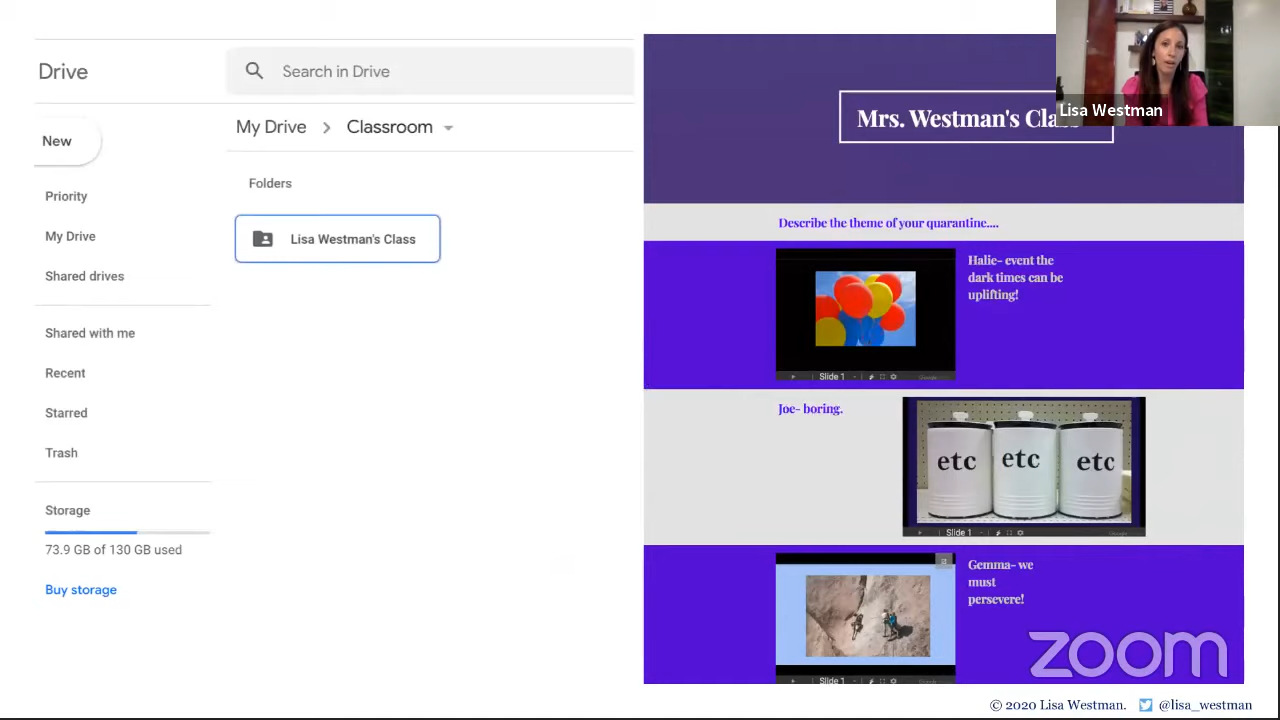 Drive
Search in Drive
My Drive
Classroom
New
Folders
Priority
Lisa Westman's Class
My Drive
Shared drives
Shared with me
Recent
Starred
Trash
Storage
73.9 GB of 130 GB used
Buy storage
Lisa Westman
Mrs. Westman's Class
Describe the theme of your quarantine....
Halie- event the
dark times can be
uplifting!
Slide 1
Joe- boring.
etc etc etc
Slide 1
Gemma- we
must
persevere!
Slide 1
zoom
© 2020 Lisa Westman. @lisa_westman